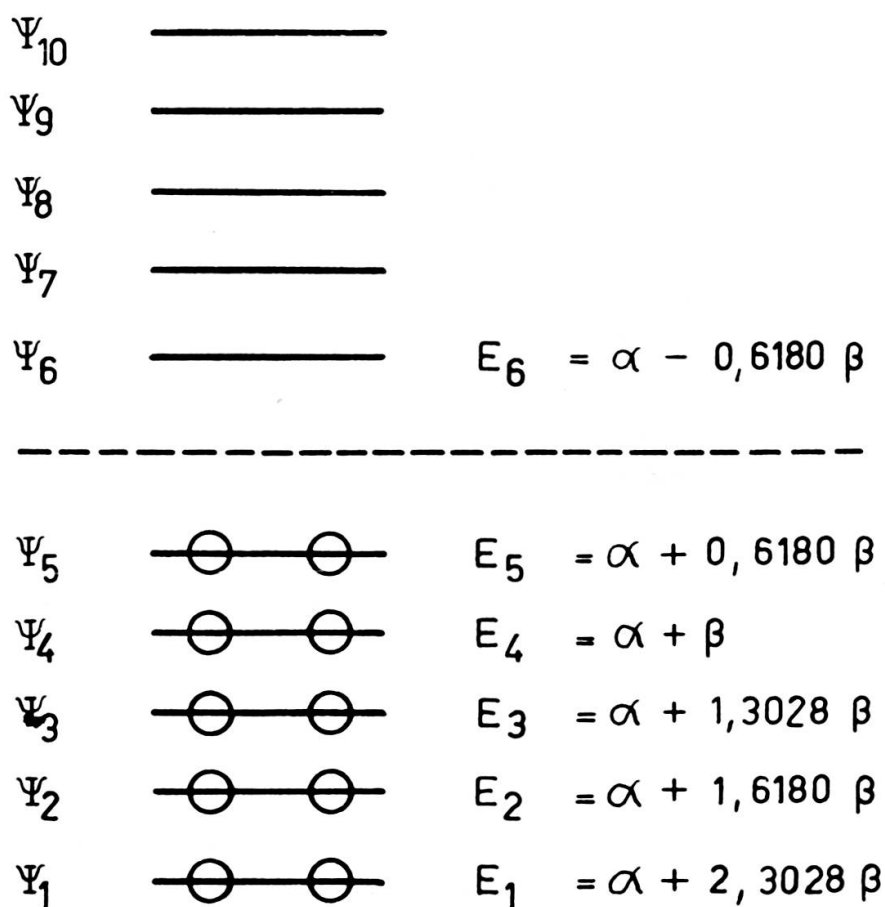 Ψ10
Ψ9
Ψ8
Ψ7
Ψ6 E6 = α - 0,6180 β
Ψ5 E5 = α + 0,6180 β
Ψ4 E4 = α + β
Ψ3 E3 = α + 1,3028 β
Ψ2 E2 = α + 1,6180 β
Ψ1 E1 = α + 2,3028 β